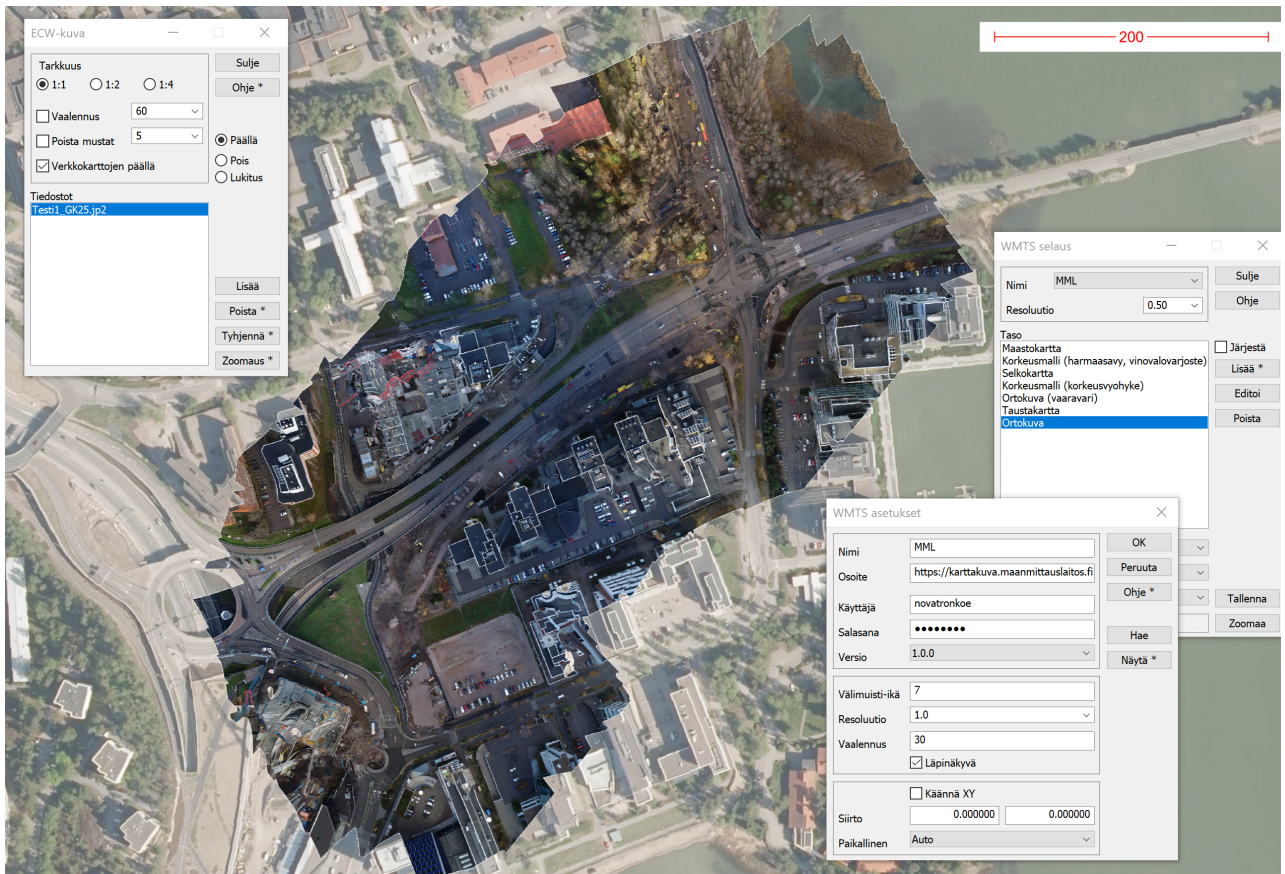 ECW-kuva
Tarkkuus
1:1 1:2 1:4
Vaalennus 60
Poista mustat 5
Verkkokarttojen päällä
Sulje
Ohje *
Päällä
Pois
Lukitus
Tiedostot
Testi1_GK25.jp2
Lisää
Poista *
Tyhjennä *
Zoomaus *
200
WMTS selaus
Nimi MML
Resoluutio 0.50
Sulje
Ohje
Taso
Maastokartta
Korkeusmalli (harmaasavy, vinovalovarjoste)
Selkokartta
Korkeusmalli (korkeusvyohyke)
Ortokuva (vaaravari)
Taustakartta
Ortokuva
Järjestä
Lisää *
Editoi
Poista
Tallenna
Zoomaa
WMTS asetukset
Nimi MML
Osoite https://karttakuva.maanmittauslaitos.fi
Käyttäjä novatronkoe
Salasana ●●●●●●●●
Versio 1.0.0
OK
Peruuta
Ohje *
Hae
Näytä *
Välimuisti-ikä 7
Resoluutio 1.0
Vaalennus 30
Läpinäkyvä
Käännä XY
Siirto 0.000000 0.000000
Paikallinen Auto